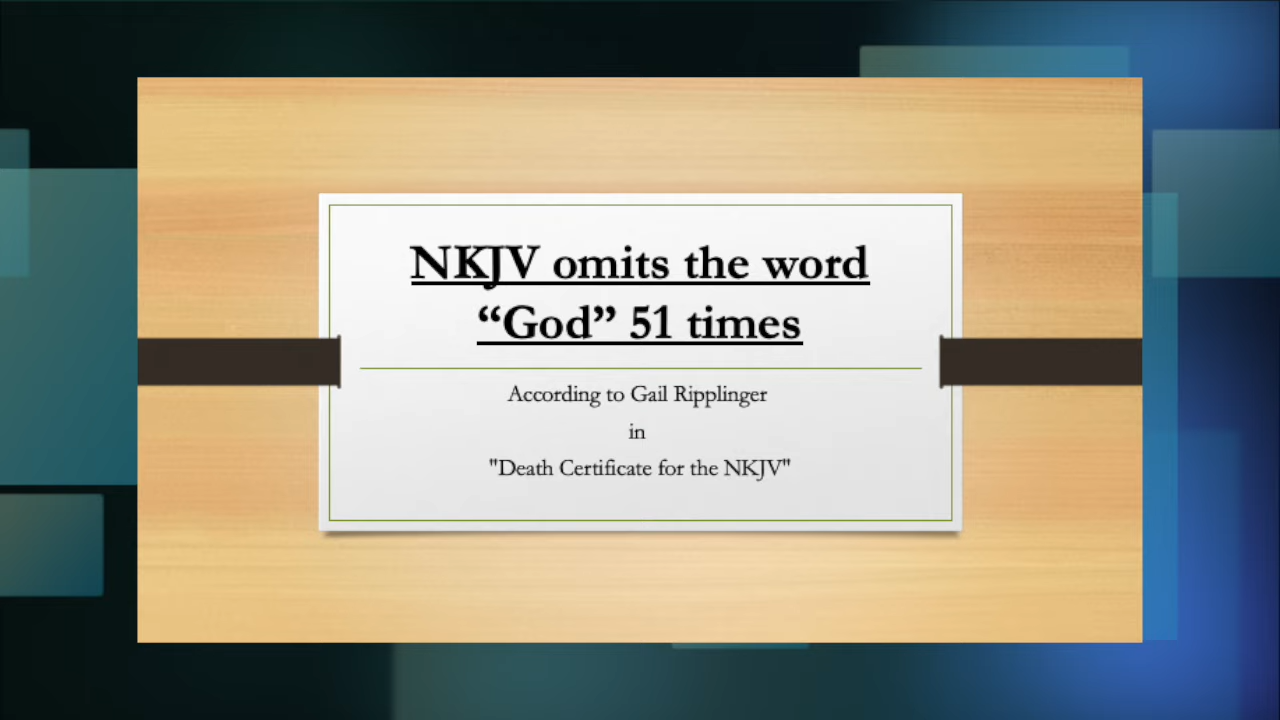 NKJV omits the word
“God” 51 times
According to Gail Ripplinger
in
"Death Certificate for the NKJV"